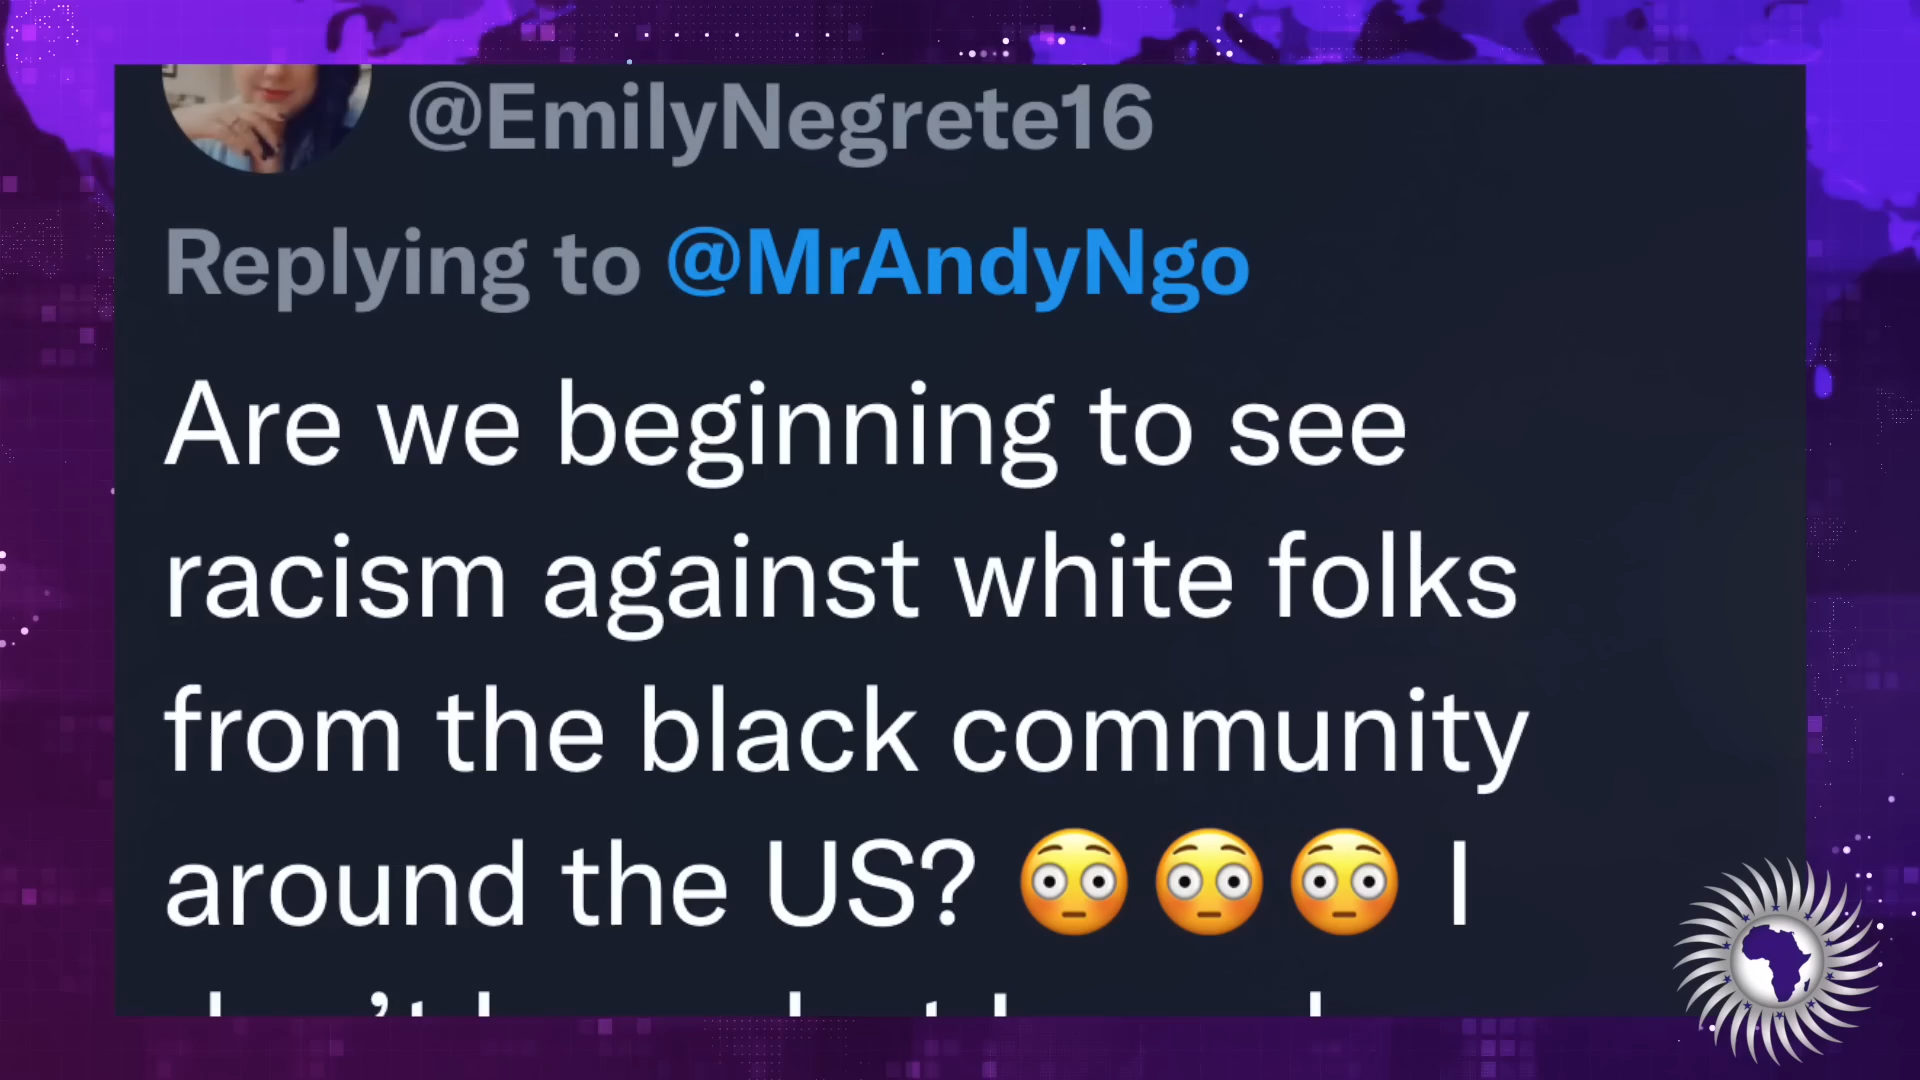 @EmilyNegrete16
Replying to @MrAndyNgo
Are we beginning to see
racism against white folks
from the black community
around the US? 😳😳😳 I